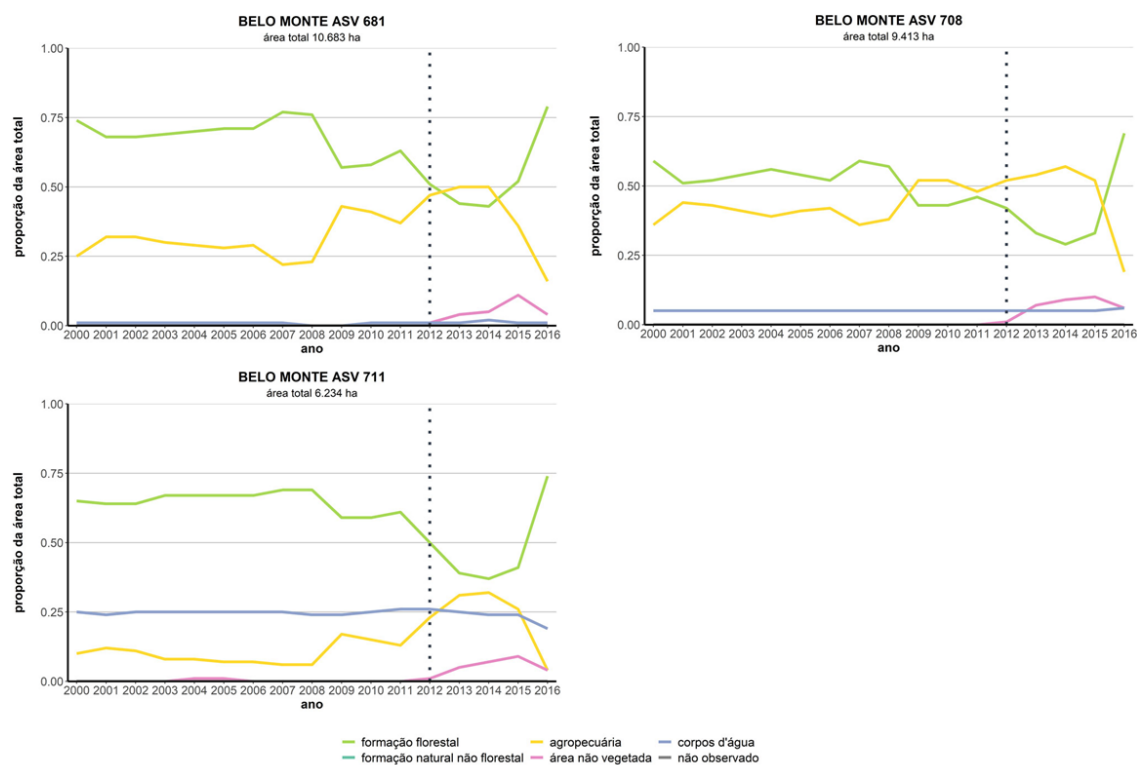 BELO MONTE ASV 681
área total 10.683 ha
1.00
0.75
0.50
0.25
0.00
proporção da área total
2000 2001 2002 2003 2004 2005 2006 2007 2008 2009 2010 2011 2012 2013 2014 2015 2016
ano
BELO MONTE ASV 708
área total 9.413 ha
1.00
0.75
0.50
0.25
0.00
proporção da área total
2000 2001 2002 2003 2004 2005 2006 2007 2008 2009 2010 2011 2012 2013 2014 2015 2016
ano
BELO MONTE ASV 711
área total 6.234 ha
1.00
0.75
0.50
0.25
0.00
proporção da área total
2000 2001 2002 2003 2004 2005 2006 2007 2008 2009 2010 2011 2012 2013 2014 2015 2016
ano
formação florestal agropecuária corpos d'água
formação natural não florestal área não vegetada não observado